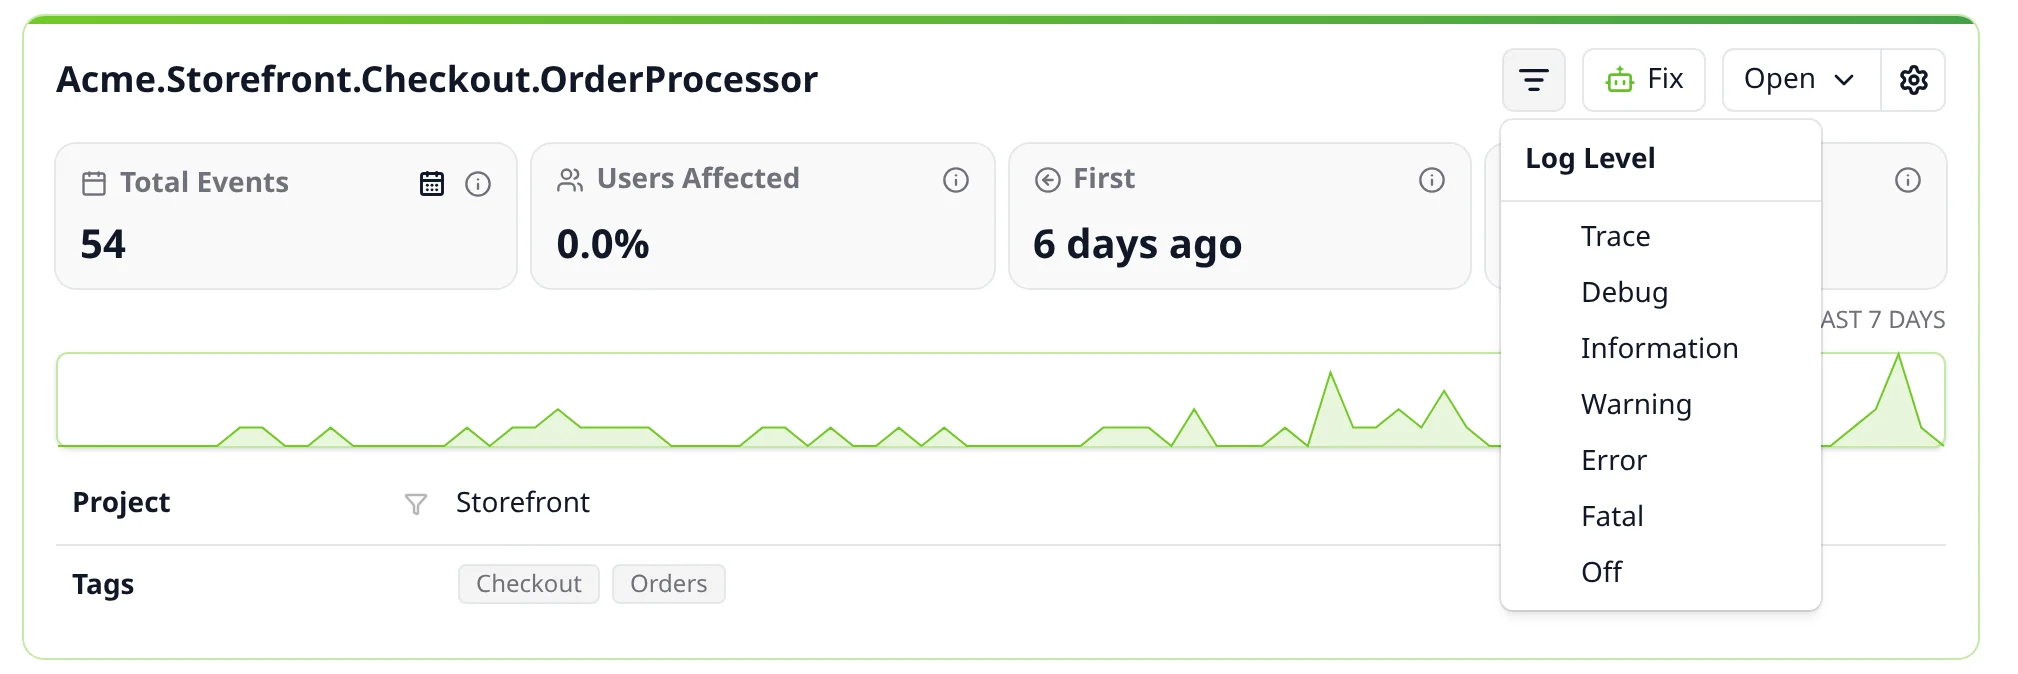 Acme.Storefront.Checkout.OrderProcessor
Fix
Open
Total Events
54
Users Affected
0.0%
First
6 days ago
Log Level
Trace
Debug
Information
Warning
Error
Fatal
Off
AST 7 DAYS
Project
Storefront
Tags
Checkout
Orders